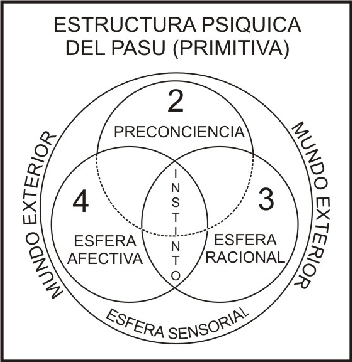 ESTRUCTURA PSIQUICA
DEL PASU (PRIMITIVA)
2
PRECONCIENCIA
MUNDO EXTERIOR
MUNDO EXTERIOR
4
ESFERA
AFECTIVA
INSTINTO
3
ESFERA
RACIONAL
ESFERA SENSORIAL